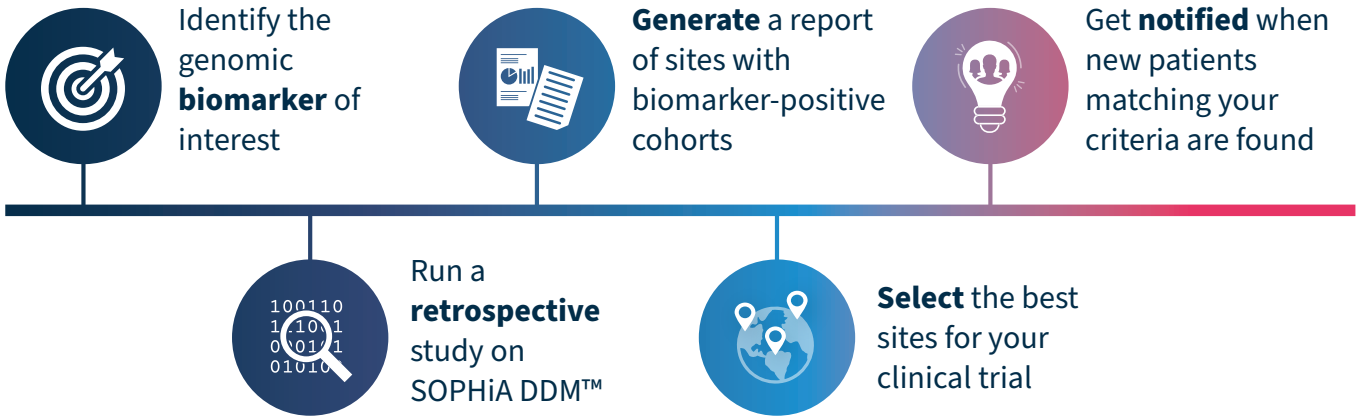 Identify the
genomic
biomarker of
interest
Run a
retrospective
study on
SOPHiA DDM™
Generate a report
of sites with
biomarker-positive
cohorts
Select the best
sites for your
clinical trial
Get notified when
new patients
matching your
criteria are found
100110